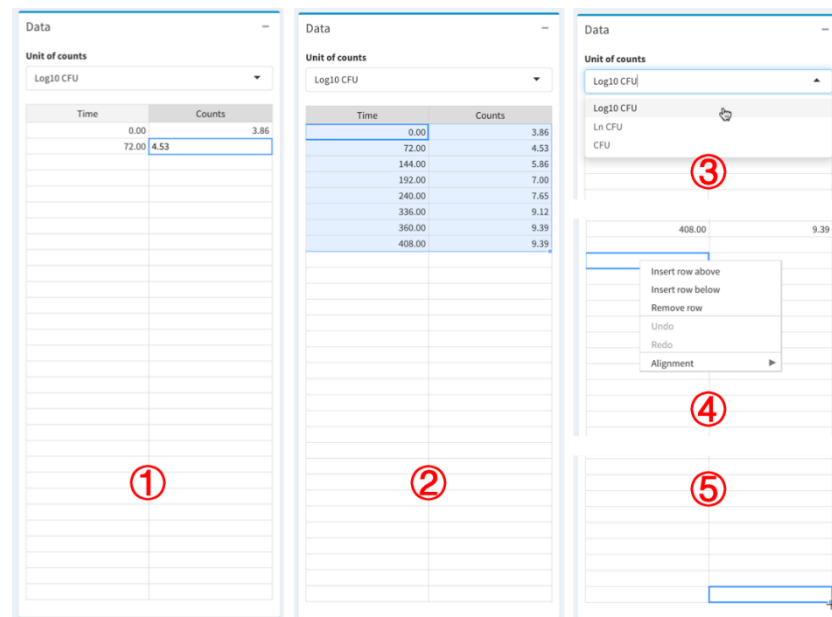 Data −
Unit of counts
Log10 CFU
Time Counts
0.00 3.86
72.00 4.53
①
Data −
Unit of counts
Log10 CFU
Time Counts
0.00 3.86
72.00 4.53
144.00 5.86
192.00 7.00
240.00 7.65
336.00 9.12
360.00 9.39
408.00 9.39
②
Data −
Unit of counts
Log10 CFU
Log10 CFU
Ln CFU
CFU
③
408.00 9.39
Insert row above
Insert row below
Remove row
Undo
Redo
Alignment
④
⑤